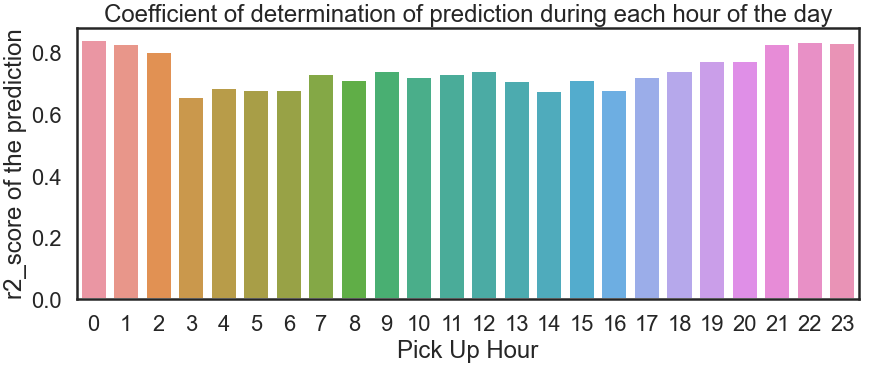 Coefficient of determination of prediction during each hour of the day
r2_score of the prediction
0.8
0.6
0.4
0.2
0.0
0 1 2 3 4 5 6 7 8 9 10 11 12 13 14 15 16 17 18 19 20 21 22 23
Pick Up Hour